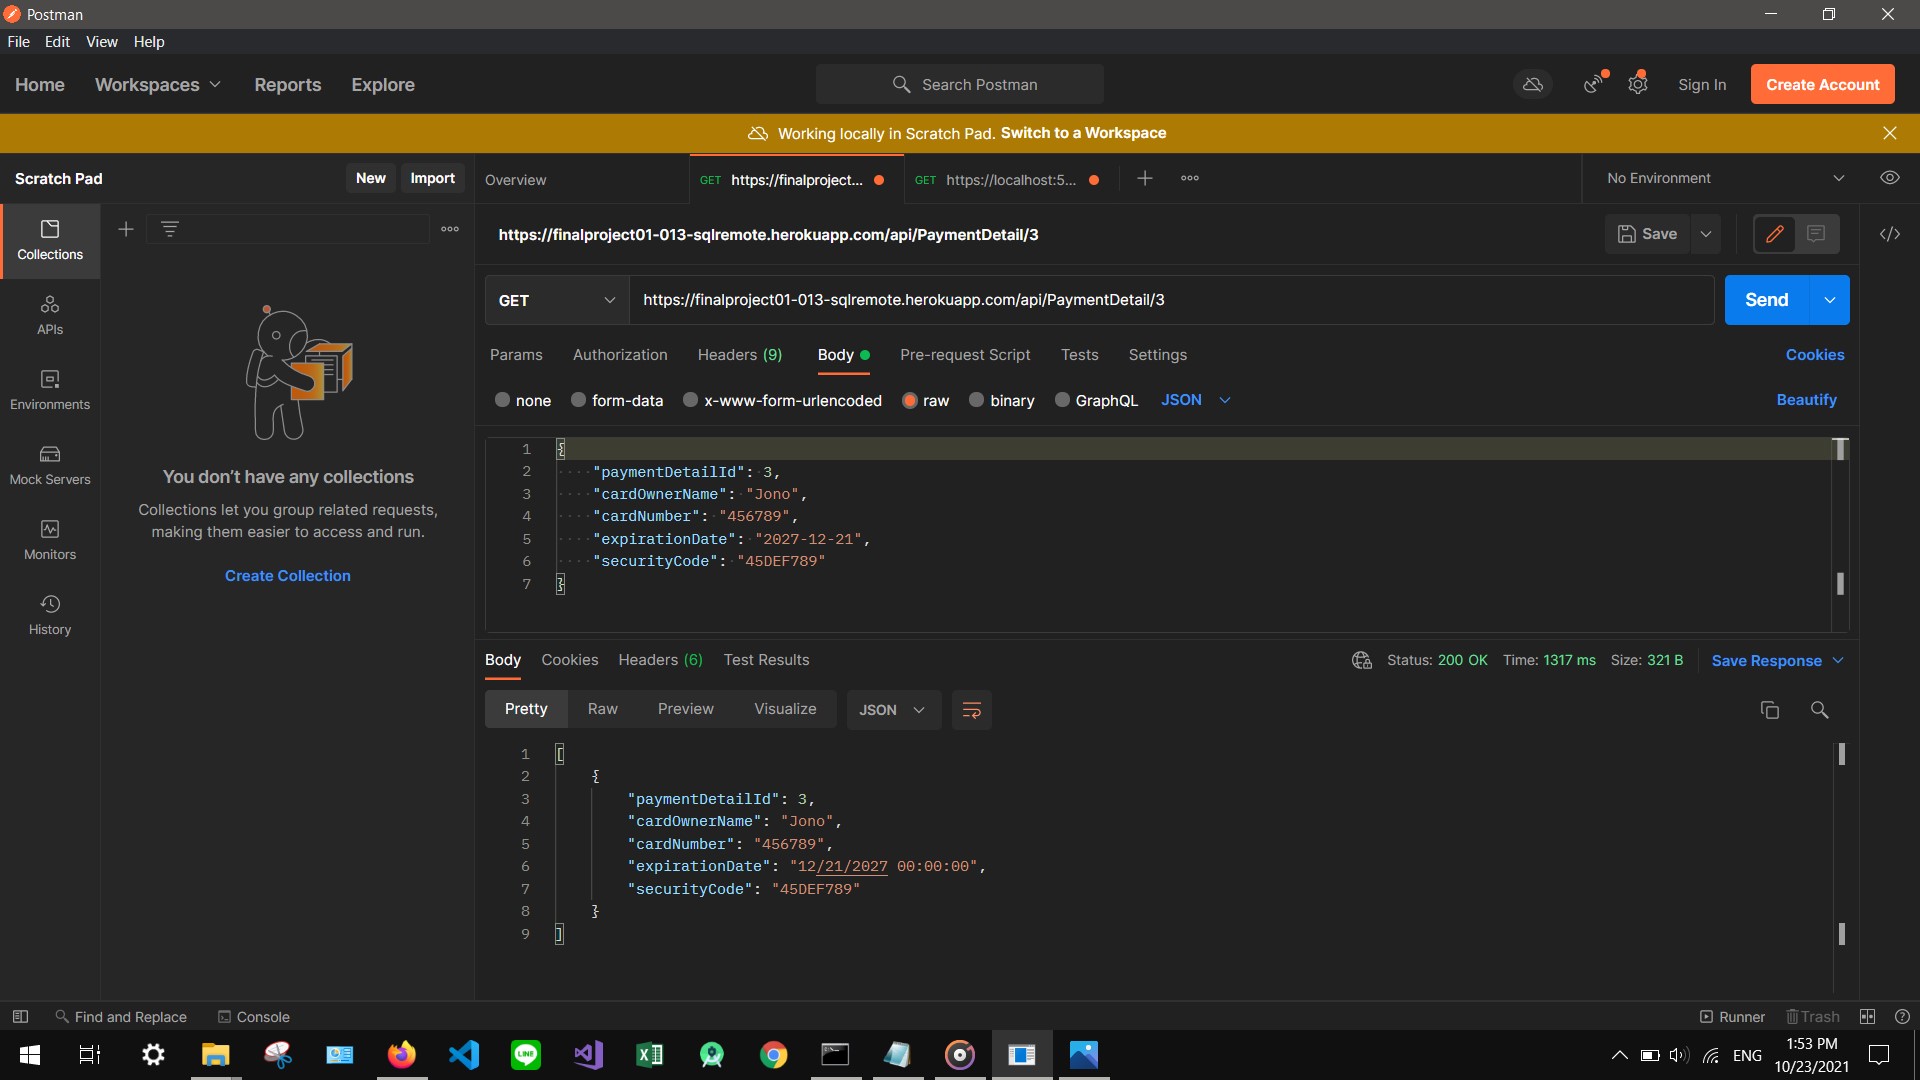 Postman
File Edit View Help
Home Workspaces Reports Explore
Search Postman
Sign In
Create Account
Working locally in Scratch Pad. Switch to a Workspace
Scratch Pad
New
Import
Overview
GET https://finalproject...
GET https://localhost:5...
No Environment
Collections
APIs
Environments
Mock Servers
Monitors
History
You don't have any collections
Collections let you group related requests,
making them easier to access and run.
Create Collection
https://finalproject01-013-sqlremote.herokuapp.com/api/PaymentDetail/3
Save
GET
https://finalproject01-013-sqlremote.herokuapp.com/api/PaymentDetail/3
Send
Params Authorization Headers (9) Body Pre-request Script Tests Settings
Cookies
none form-data x-www-form-urlencoded raw binary GraphQL JSON
Beautify
1 {
2 "paymentDetailId": 3,
3 "cardOwnerName": "Jono",
4 "cardNumber": "456789",
5 "expirationDate": "2027-12-21",
6 "securityCode": "45DEF789"
7 }
Body Cookies Headers (6) Test Results
Status: 200 OK Time: 1317 ms Size: 321 B
Save Response
Pretty Raw Preview Visualize
JSON
1 [
2 {
3 "paymentDetailId": 3,
4 "cardOwnerName": "Jono",
5 "cardNumber": "456789",
6 "expirationDate": "12/21/2027 00:00:00",
7 "securityCode": "45DEF789"
8 }
9 ]
Find and Replace
Console
Runner
Trash
LINE
ENG
1:53 PM
10/23/2021